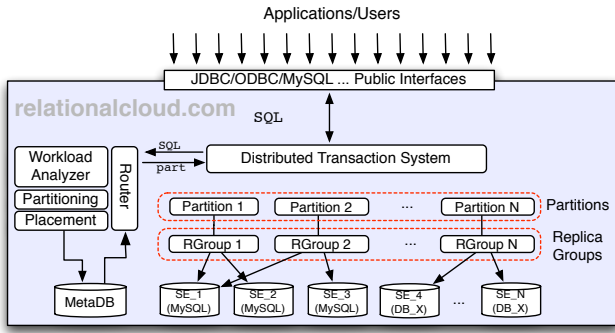 Applications/Users
JDBC/ODBC/MySQL ... Public Interfaces
relationalcloud.com
SQL
SQL
part
Distributed Transaction System
Workload
Analyzer
Partitioning
Placement
Router
Partition 1
Partition 2
...
Partition N
Partitions
RGroup 1
RGroup 2
...
RGroup N
Replica
Groups
MetaDB
SE_1
(MySQL)
SE_2
(MySQL)
SE_3
(MySQL)
SE_4
(DB_X)
...
SE_N
(DB_X)